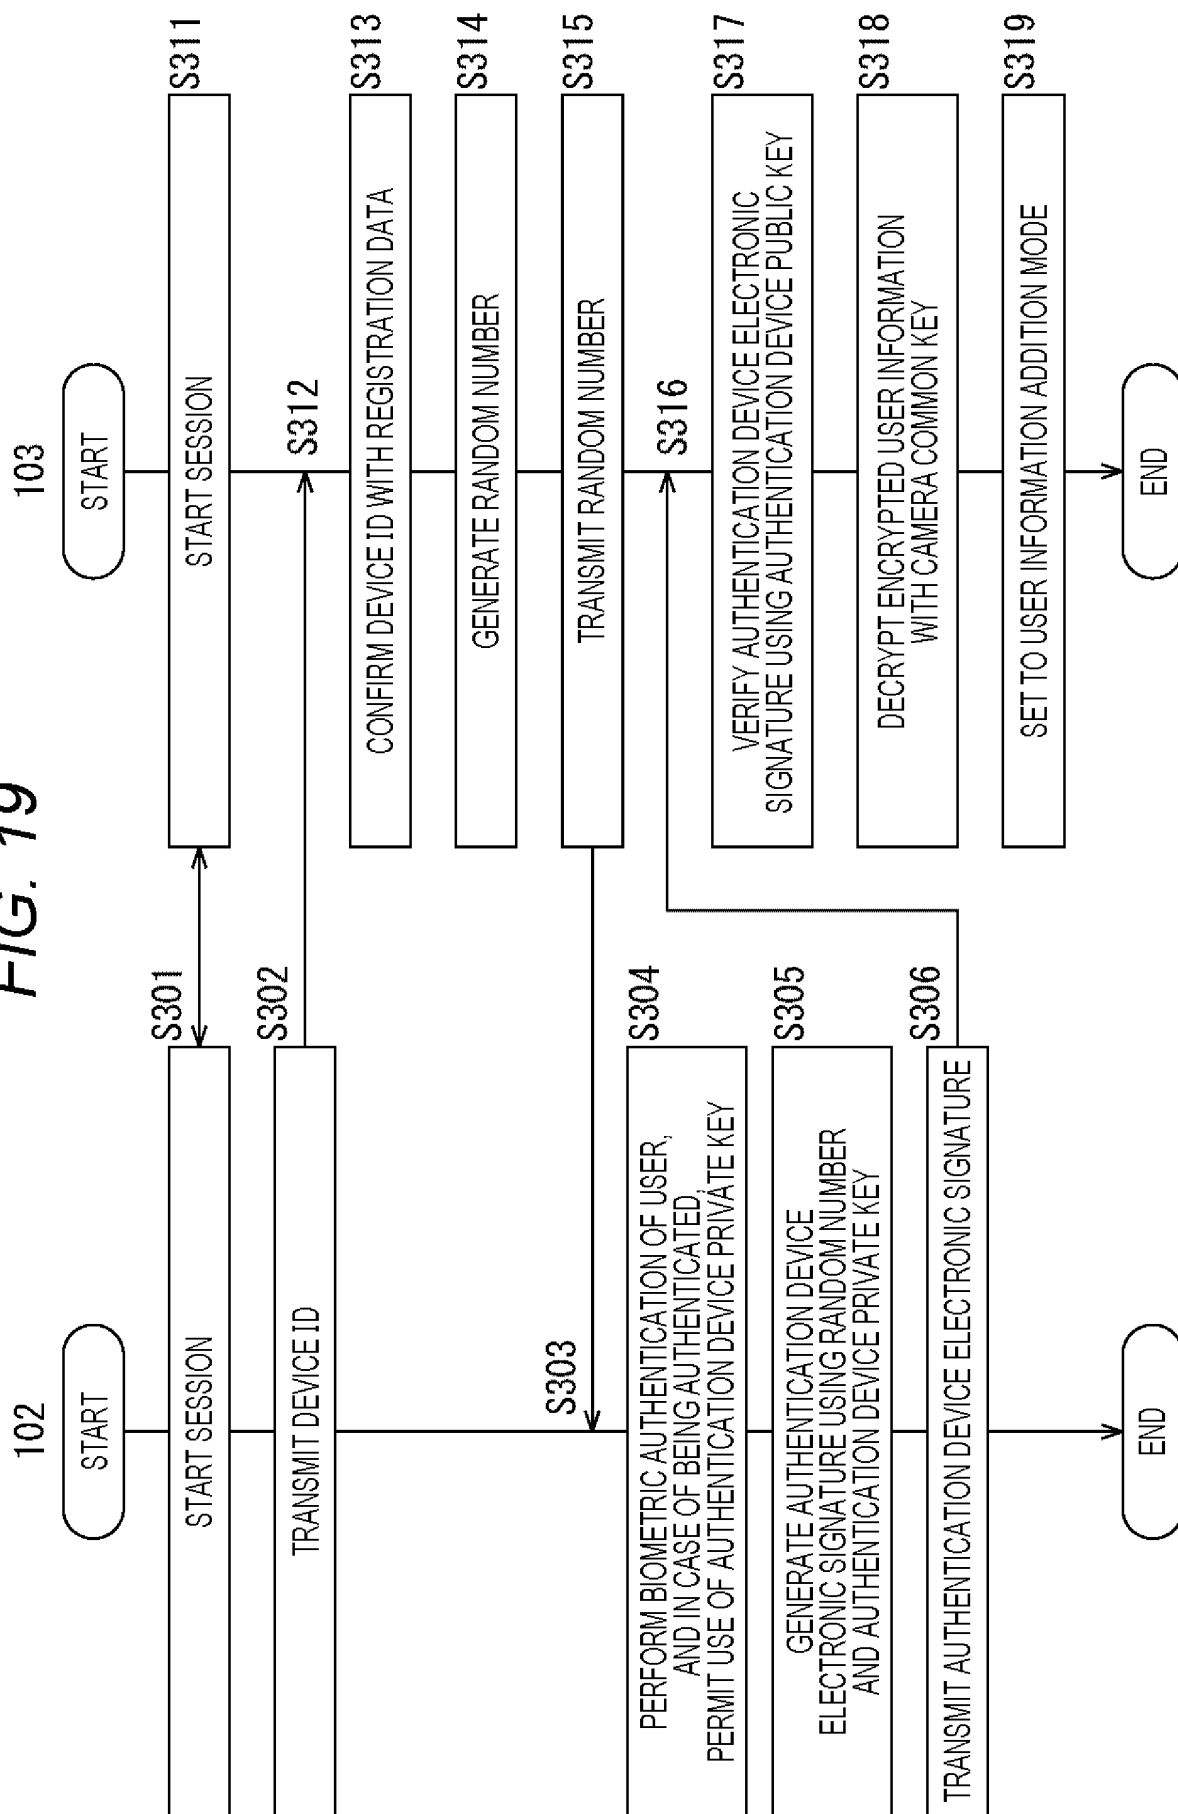 FIG. 19
102
START
S301
START SESSION
S302
TRANSMIT DEVICE ID
S303
S304
PERFORM BIOMETRIC AUTHENTICATION OF USER,
AND IN CASE OF BEING AUTHENTICATED,
PERMIT USE OF AUTHENTICATION DEVICE PRIVATE KEY
S305
GENERATE AUTHENTICATION DEVICE
ELECTRONIC SIGNATURE USING RANDOM NUMBER
AND AUTHENTICATION DEVICE PRIVATE KEY
S306
TRANSMIT AUTHENTICATION DEVICE ELECTRONIC SIGNATURE
END
103
START
S311
START SESSION
S312
S313
CONFIRM DEVICE ID WITH REGISTRATION DATA
S314
GENERATE RANDOM NUMBER
S315
TRANSMIT RANDOM NUMBER
S316
S317
VERIFY AUTHENTICATION DEVICE ELECTRONIC
SIGNATURE USING AUTHENTICATION DEVICE PUBLIC KEY
S318
DECRYPT ENCRYPTED USER INFORMATION
WITH CAMERA COMMON KEY
S319
SET TO USER INFORMATION ADDITION MODE
END